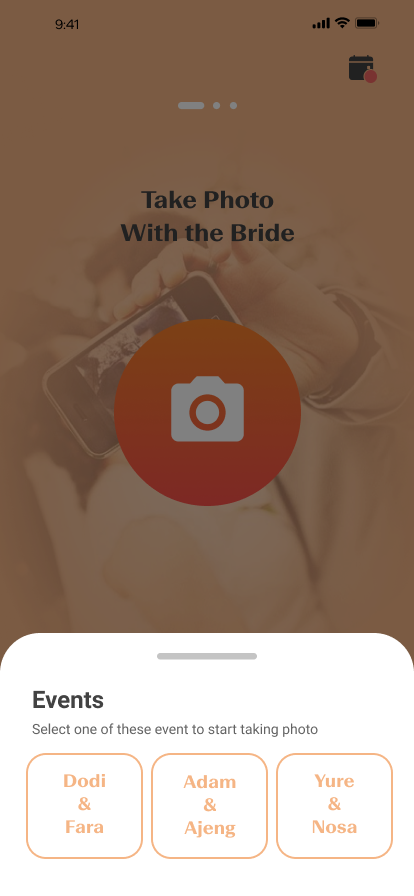 9:41
Take Photo
With the Bride
Events
Select one of these event to start taking photo
Dodi
&
Fara
Adam
&
Ajeng
Yure
&
Nosa